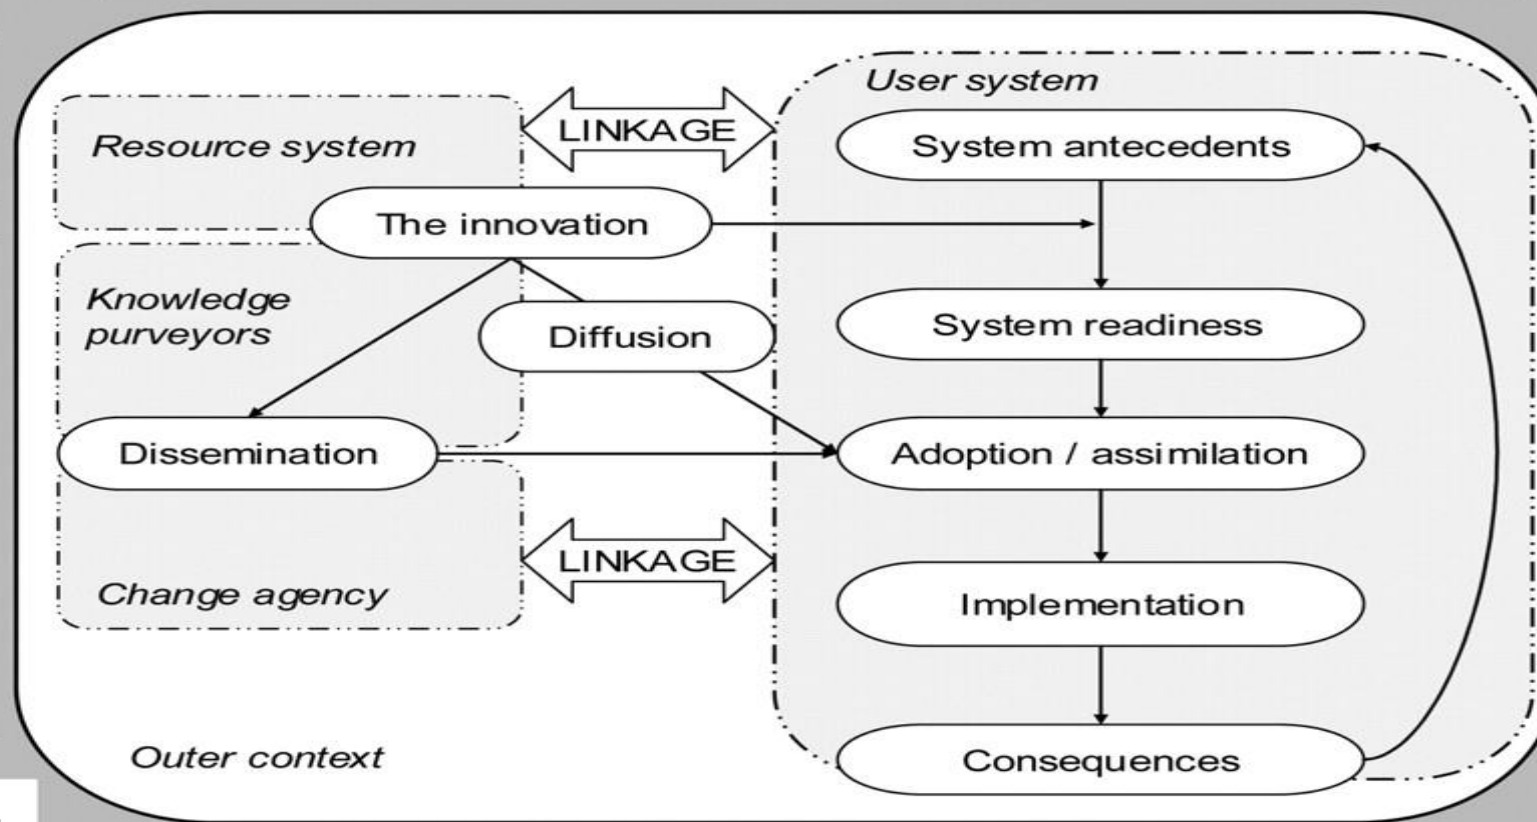 User system
LINKAGE
Resource system
System antecedents
The innovation
Knowledge
purveyors
System readiness
Diffusion
Dissemination
Adoption / assimilation
LINKAGE
Change agency
Implementation
Outer context
Consequences